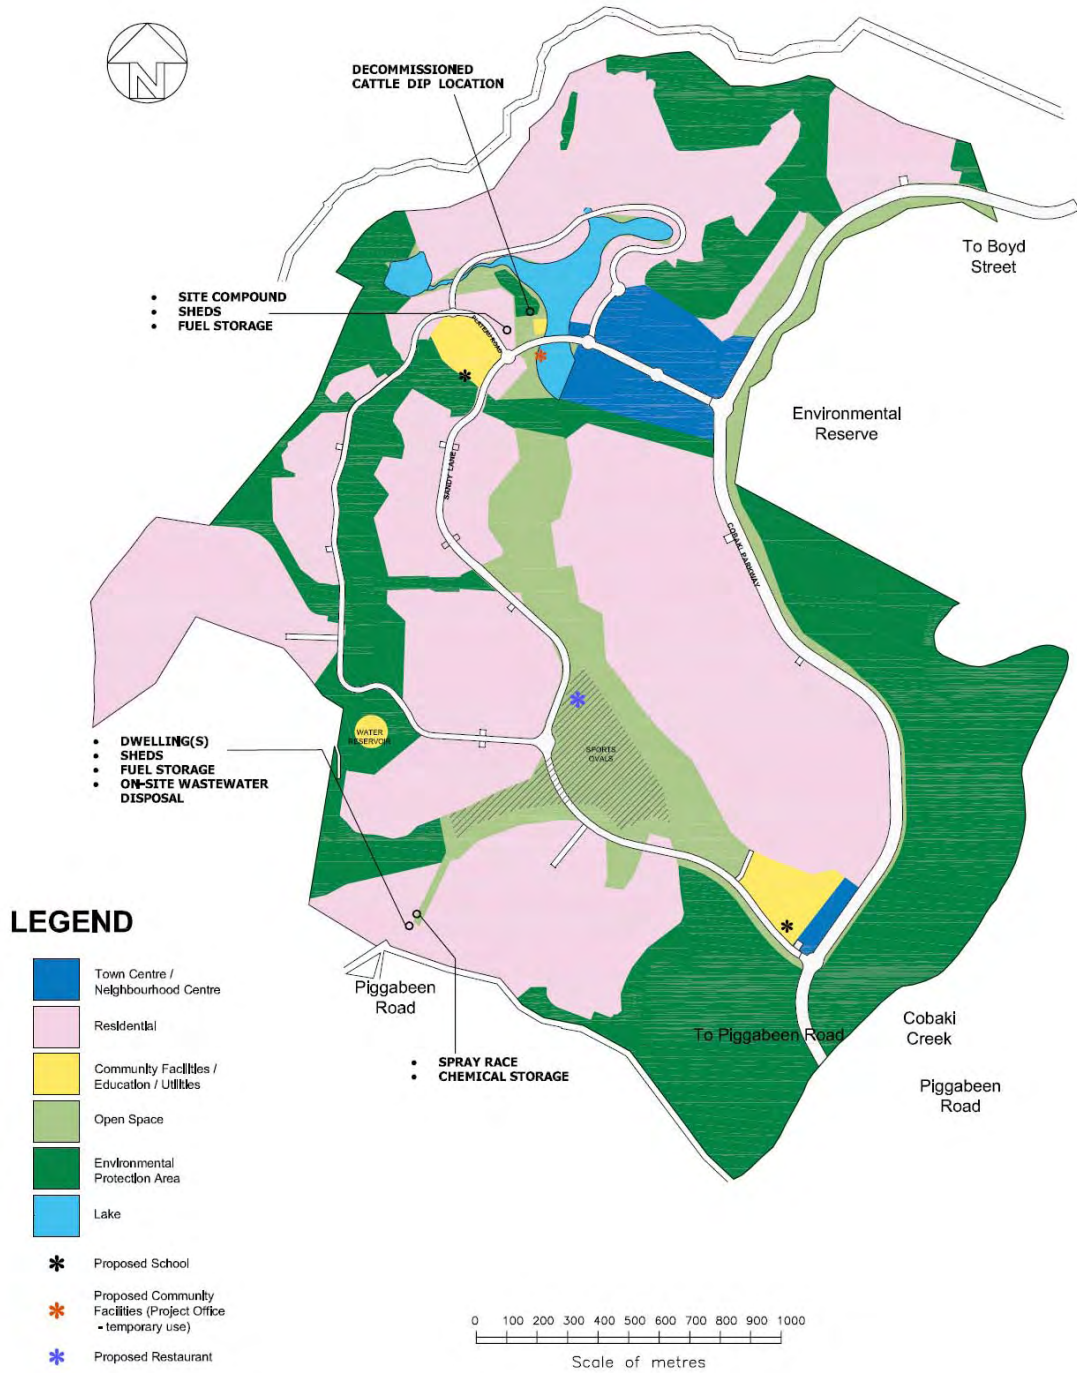 N
DECOMMISSIONED
CATTLE DIP LOCATION
To Boyd
Street
• SITE COMPOUND
• SHEDS
• FUEL STORAGE
PLATEAU ROAD
Environmental
Reserve
SANDY LANE
COBAKI PARKWAY
WATER
RESERVOIR
• DWELLING(S)
• SHEDS
• FUEL STORAGE
• ON-SITE WASTEWATER
DISPOSAL
SPORTS
OVALS
LEGEND
Town Centre /
Neighbourhood Centre
Residential
Community Facilities /
Education / Utilities
Open Space
Environmental
Protection Area
Lake
Proposed School
Proposed Community
Facilities (Project Office
- temporary use)
Proposed Restaurant
Piggabeen
Road
• SPRAY RACE
• CHEMICAL STORAGE
To Piggabeen Road
Cobaki
Creek
Piggabeen
Road
0 100 200 300 400 500 600 700 800 900 1000
Scale of metres